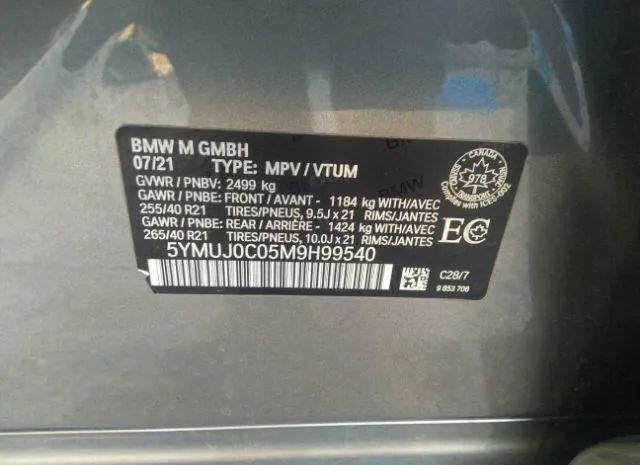 BMW M GMBH
07/21 TYPE: MPV / VTUM
GVWR / PNBV: 2499 kg
GAWR / PNBE: FRONT / AVANT - 1184 kg WITH/AVEC
255/40 R21 TIRES/PNEUS, 9.5J x 21 RIMS/JANTES
GAWR / PNBE: REAR / ARRIÈRE - 1424 kg WITH/AVEC
265/40 R21 TIRES/PNEUS, 10.0J x 21 RIMS/JANTES
5YMUJ0C05M9H99540
CANADA
978
TRANSPORT
EC
C28/7
9 853 706